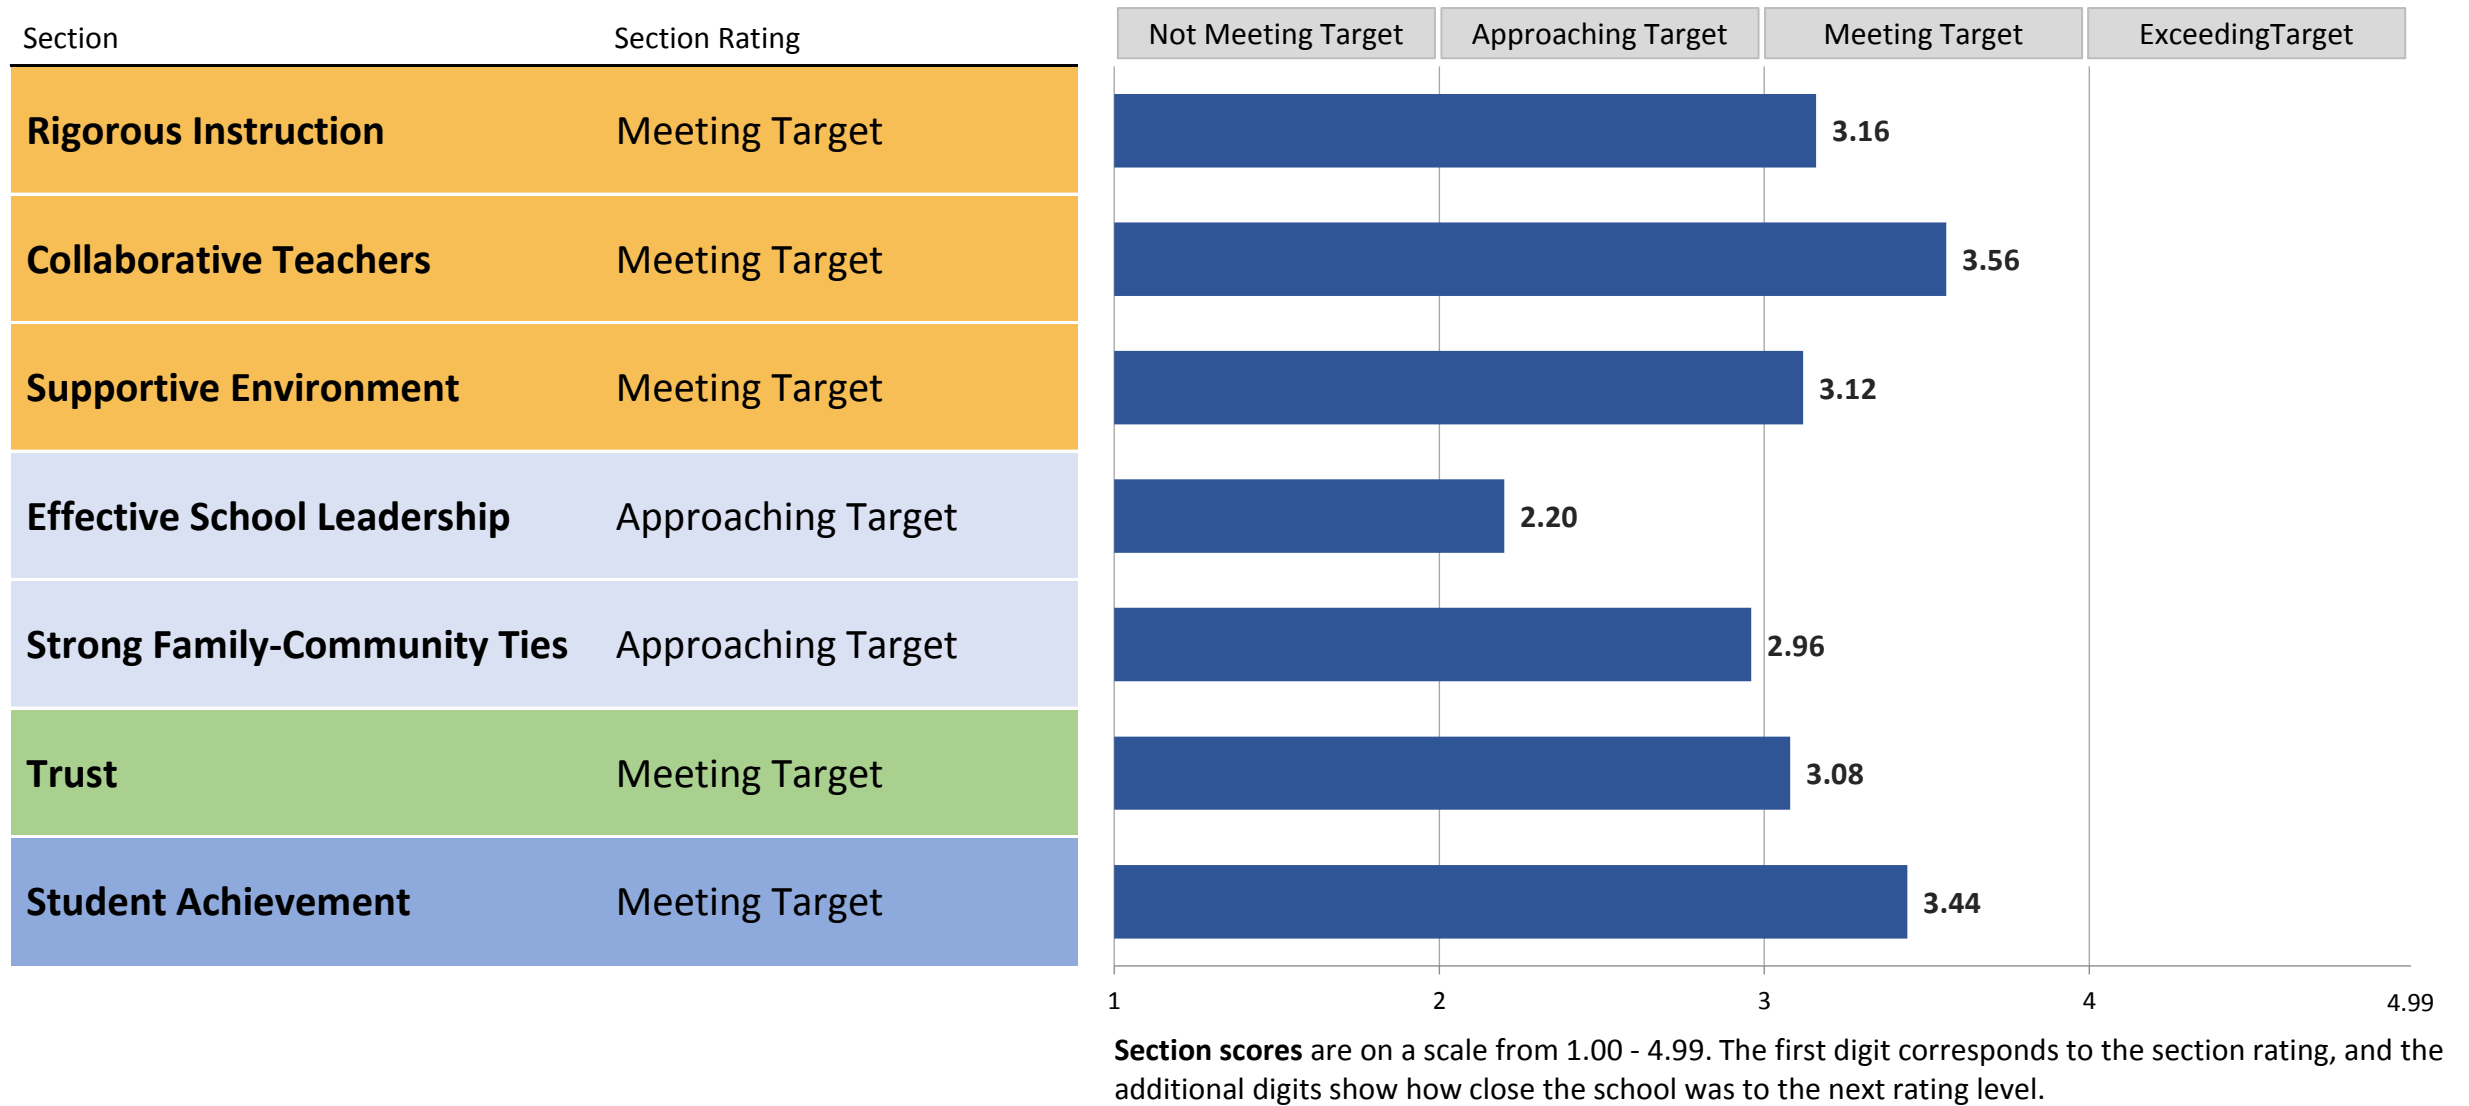 Section Section Rating Not Meeting Target Approaching Target Meeting Target ExceedingTarget
Rigorous Instruction Meeting Target 3.16
Collaborative Teachers Meeting Target 3.56
Supportive Environment Meeting Target 3.12
Effective School Leadership Approaching Target 2.20
Strong Family-Community Ties Approaching Target 2.96
Trust Meeting Target 3.08
Student Achievement Meeting Target 3.44
1 2 3 4 4.99
Section scores are on a scale from 1.00 - 4.99. The first digit corresponds to the section rating, and the
additional digits show how close the school was to the next rating level.